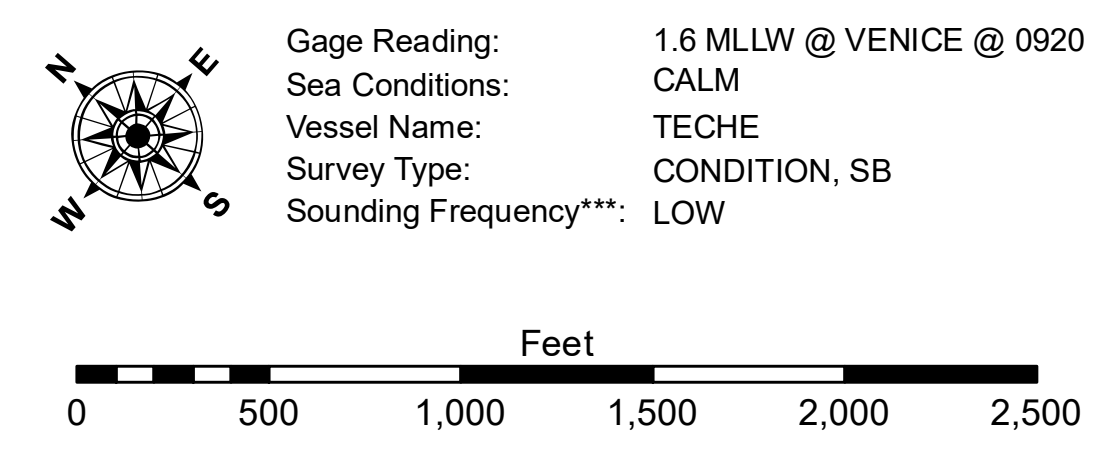 N E
W S
Gage Reading: 1.6 MLLW @ VENICE @ 0920
Sea Conditions: CALM
Vessel Name: TECHE
Survey Type: CONDITION, SB
Sounding Frequency***: LOW
Feet
0 500 1,000 1,500 2,000 2,500